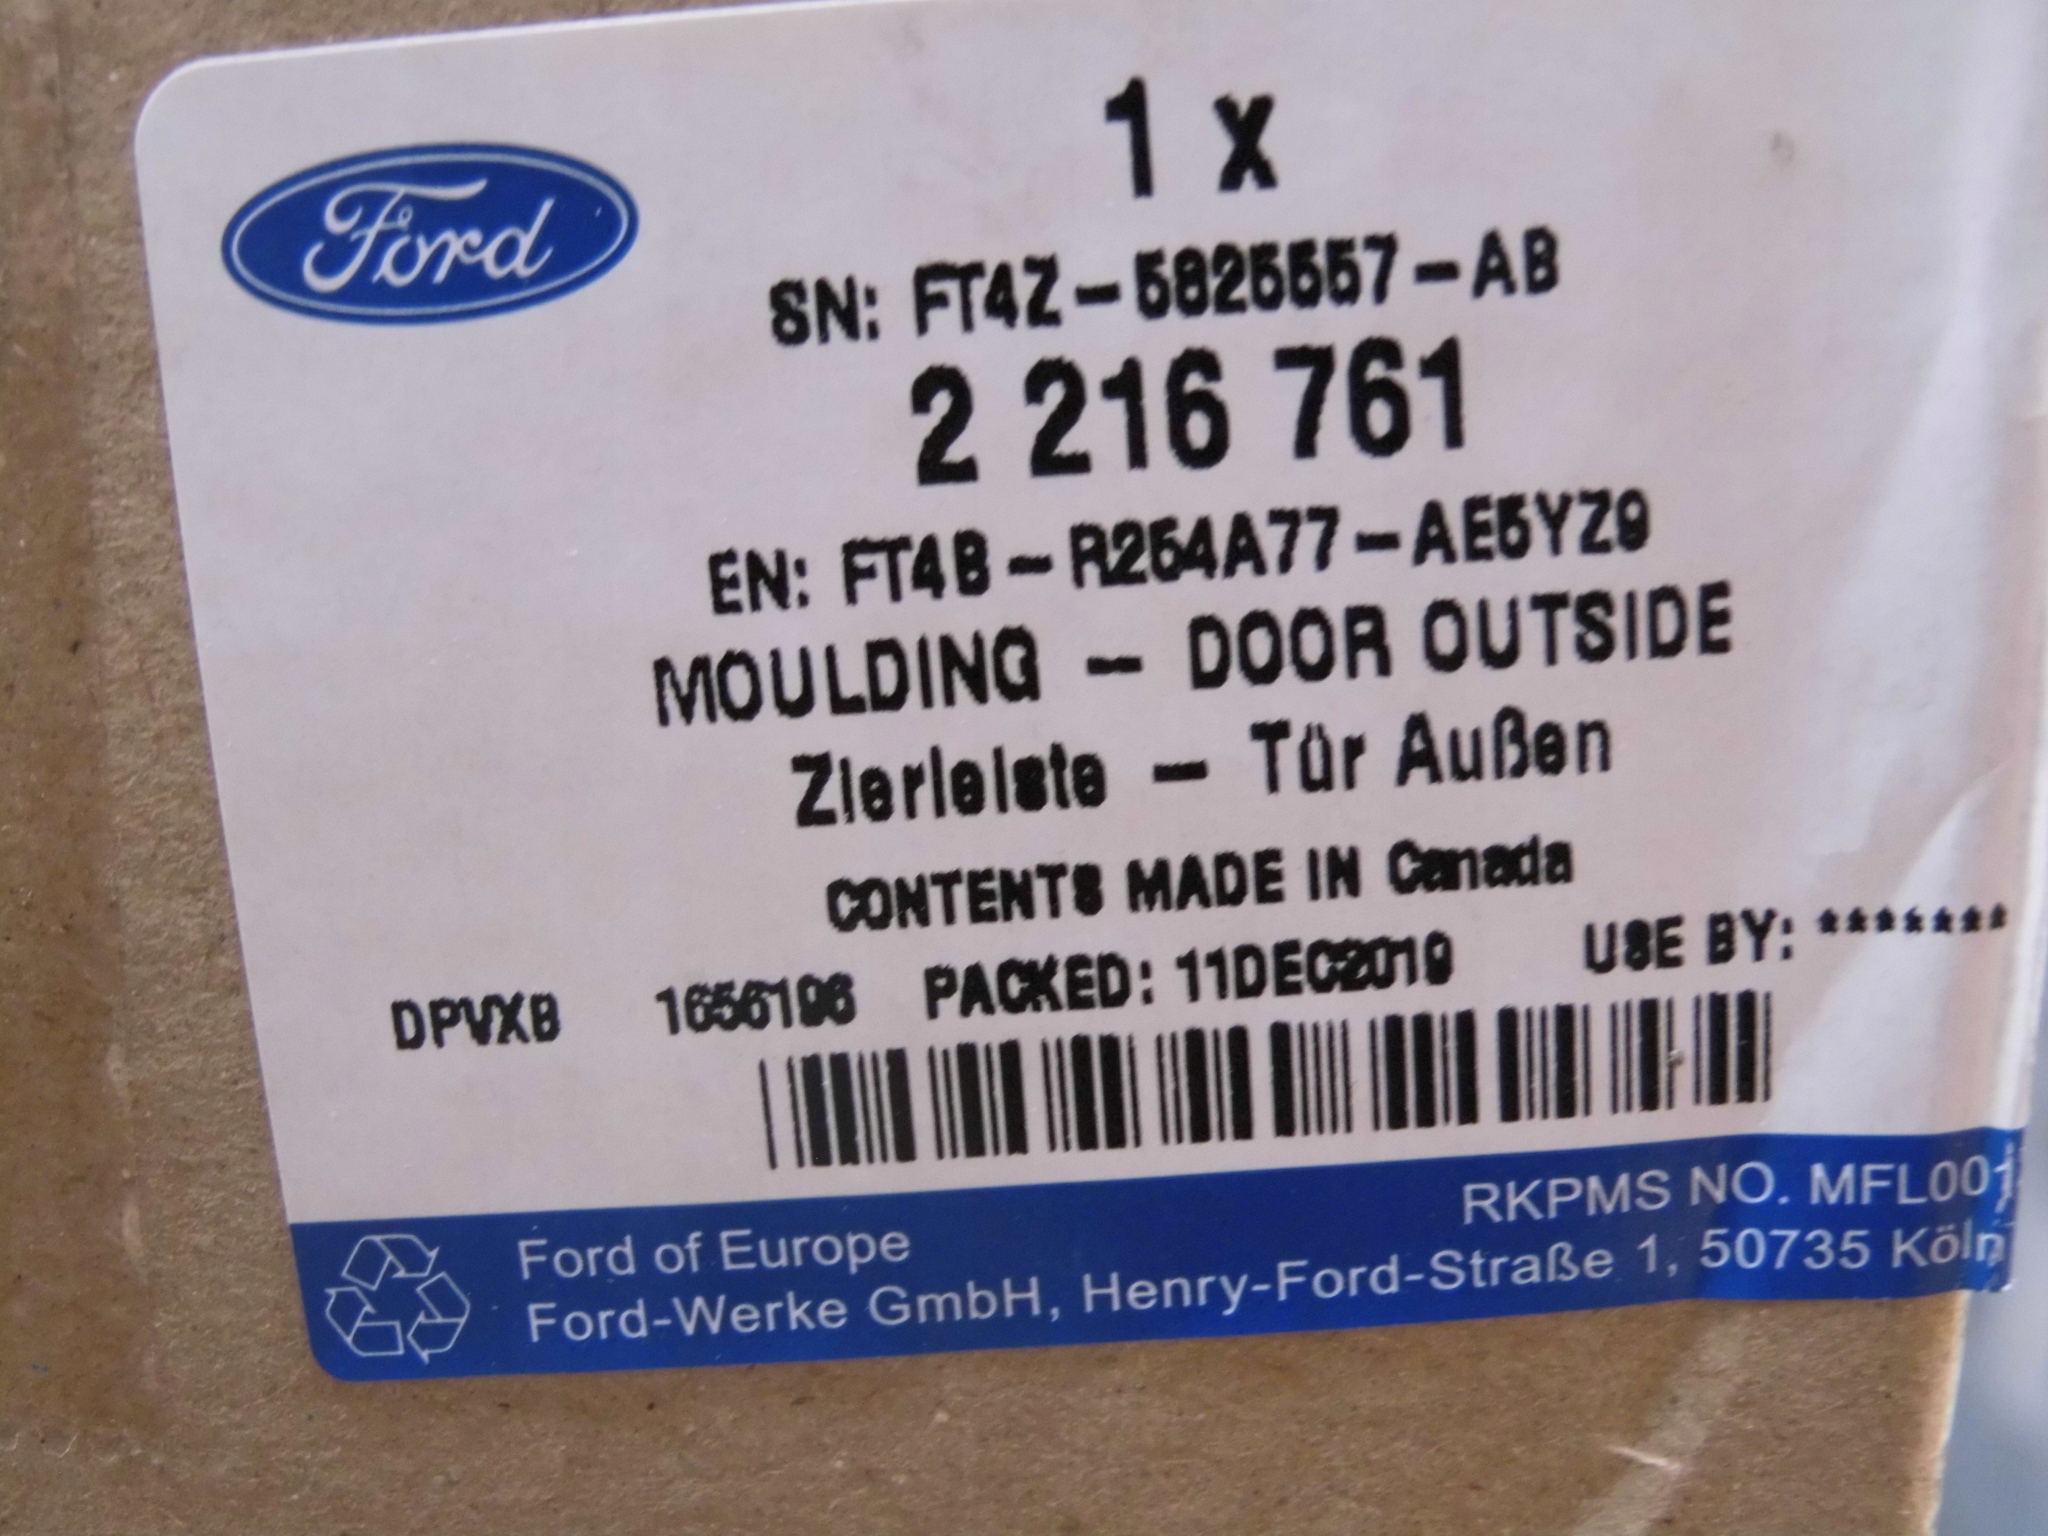 Ford
1 x
SN: FT4Z-5825557-AB
2 216 761
EN: FT4B-R254A77-AE5YZ9
MOULDING - DOOR OUTSIDE
Zierleiste - Tür Außen
CONTENTS MADE IN Canada
DPVXB 1656196 PACKED: 11DEC2019 USE BY: *******
RKPMS NO. MFL001
Ford of Europe
Ford-Werke GmbH, Henry-Ford-Straße 1, 50735 Köln